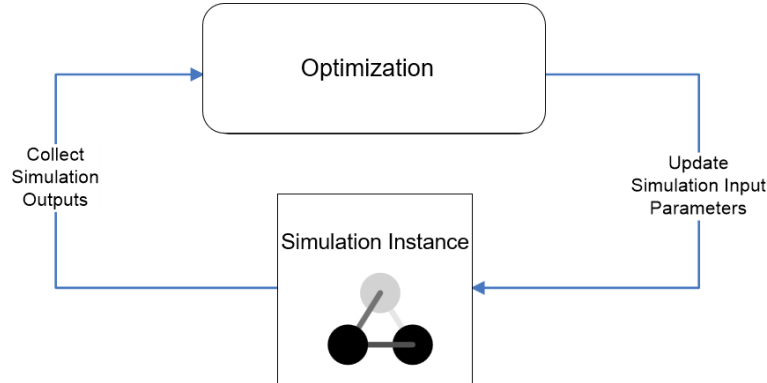 Optimization
Collect
Simulation
Outputs
Update
Simulation Input
Parameters
Simulation Instance